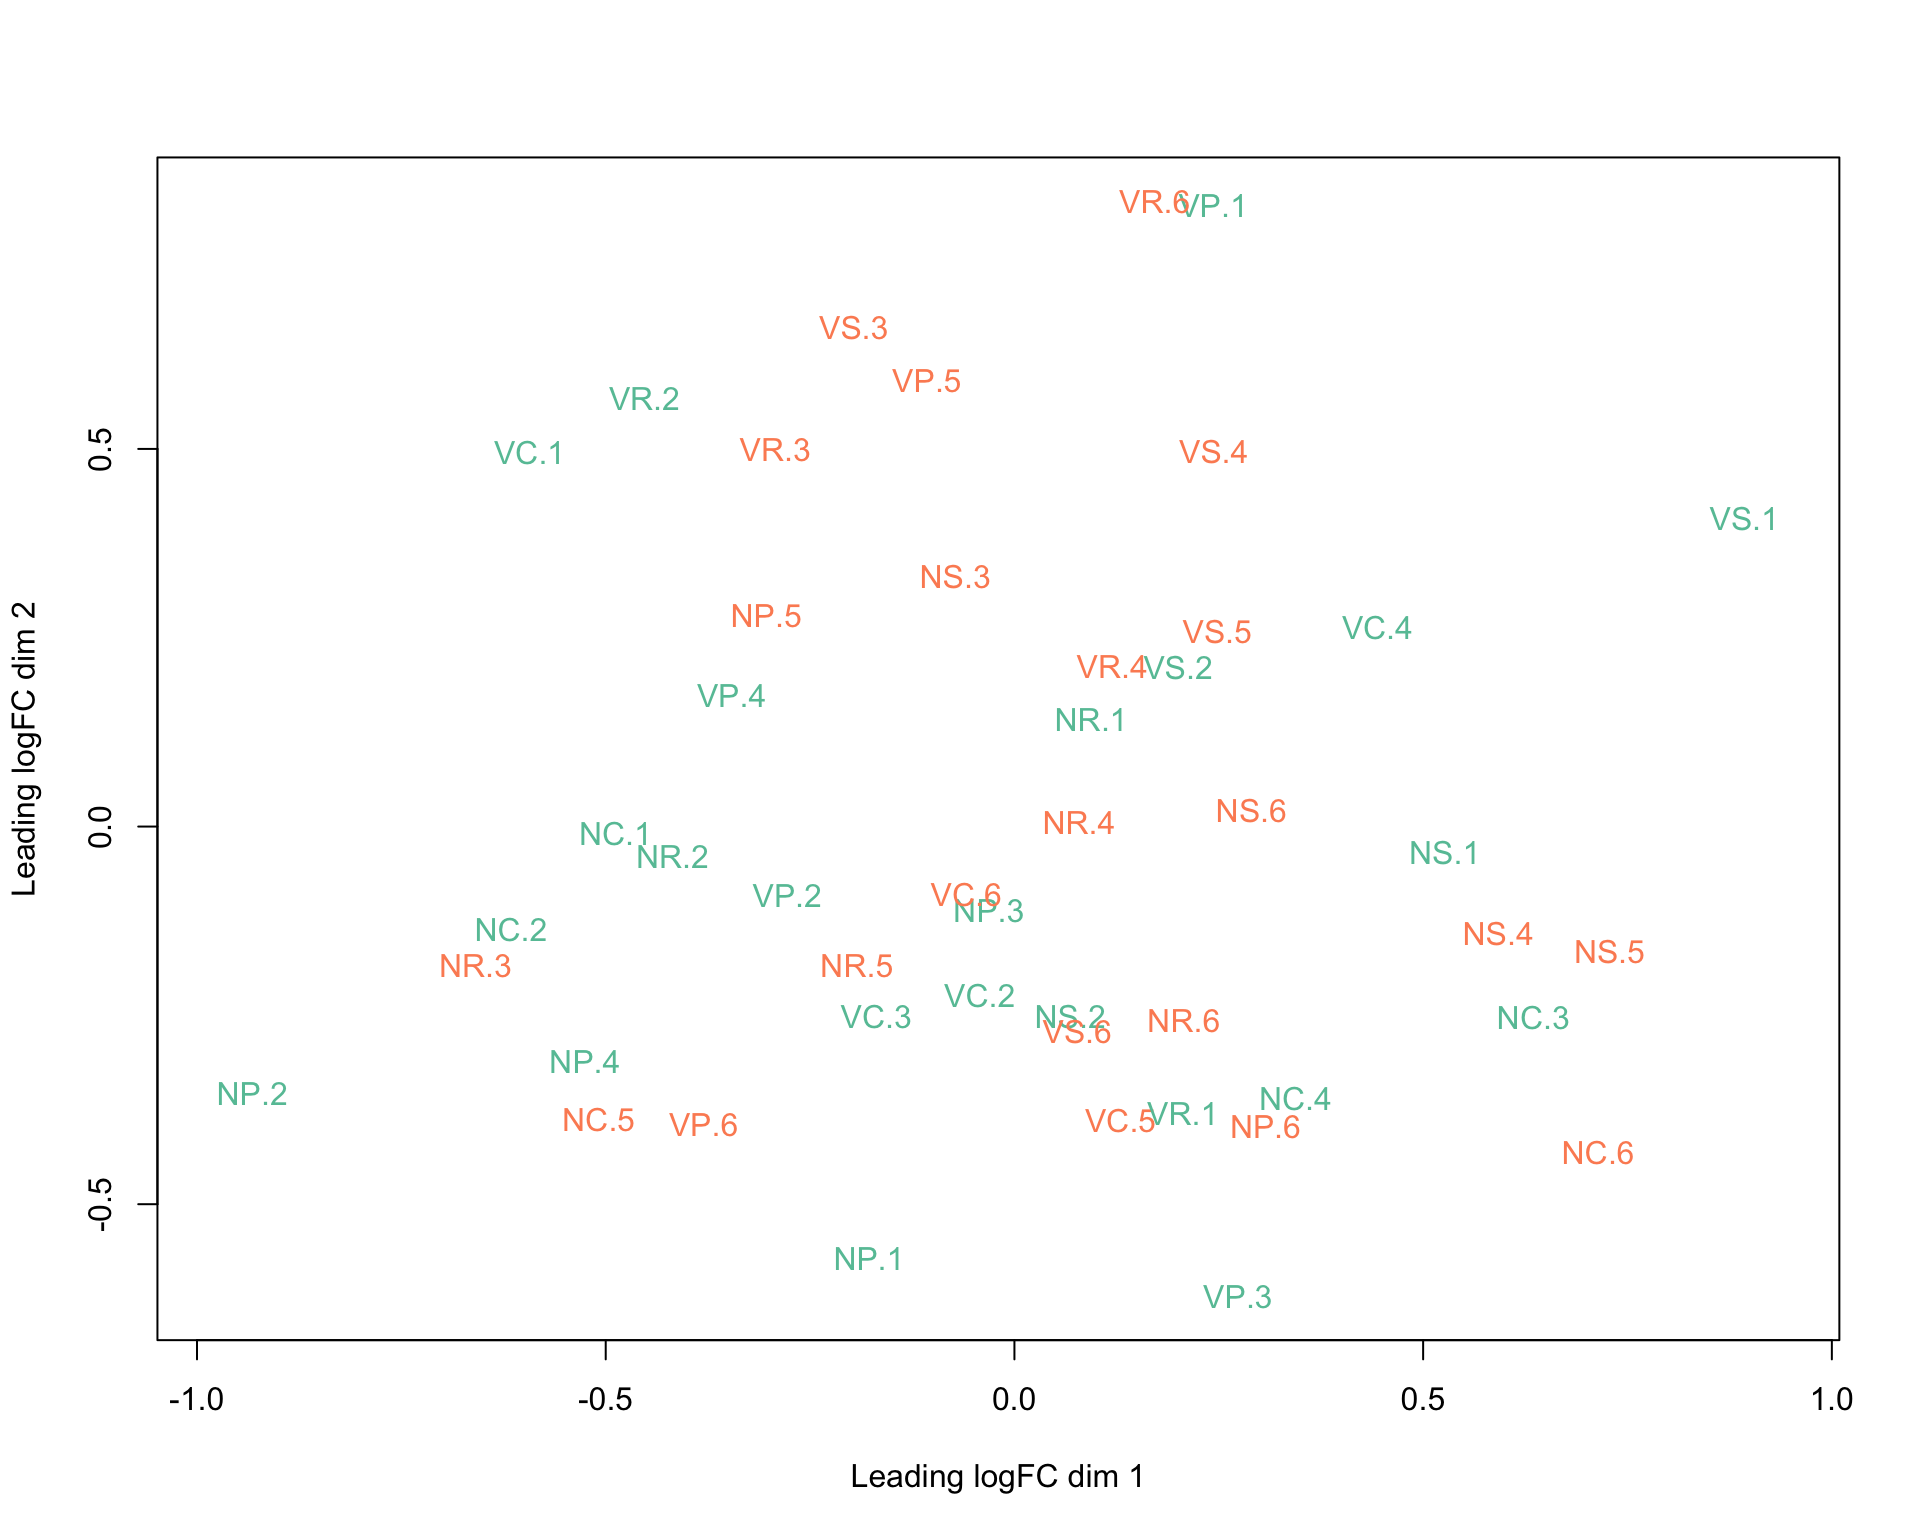 VR.6 VP.1
VS.3
VP.5
VR.2
VC.1 VR.3 VS.4
0.5
VS.1
NS.3
NP.5
VS.5 VC.4
VR.4 VS.2
VP.4
NR.1
Leading logFC dim 2
NS.6
NR.4
0.0
NC.1
NR.2
NS.1
VP.2
VC.6
NP.3
NC.2
NS.4
NS.5
NR.3
NR.5
VC.2
VC.3 NS.2 NC.3
NR.6
VS.6
NP.4
NP.2
NC.4
VR.1
NC.5 VC.5
VP.6 NP.6
NC.6
-0.5
NP.1
VP.3
-1.0 -0.5 0.0 0.5 1.0
Leading logFC dim 1